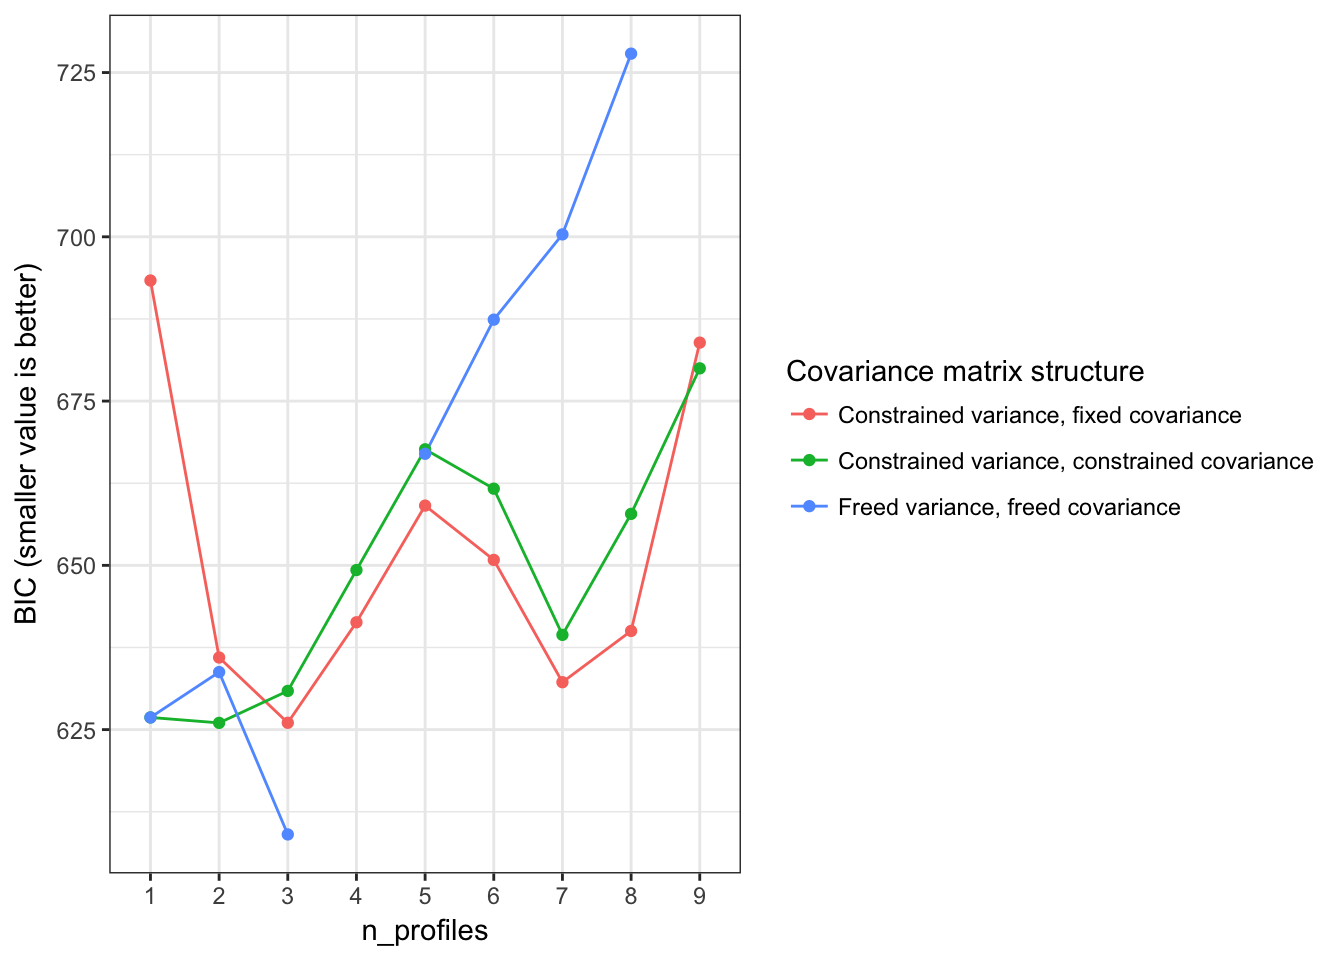 BIC (smaller value is better)
725
700
675
650
625
1 2 3 4 5 6 7 8 9
n_profiles
Covariance matrix structure
Constrained variance, fixed covariance
Constrained variance, constrained covariance
Freed variance, freed covariance